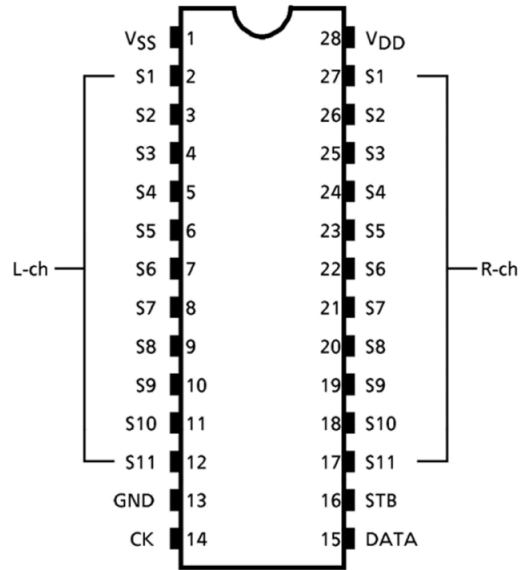 VSS 1 28 VDD
S1 2 27 S1
S2 3 26 S2
S3 4 25 S3
S4 5 24 S4
S5 6 23 S5
L-ch S6 7 22 S6 R-ch
S7 8 21 S7
S8 9 20 S8
S9 10 19 S9
S10 11 18 S10
S11 12 17 S11
GND 13 16 STB
CK 14 15 DATA